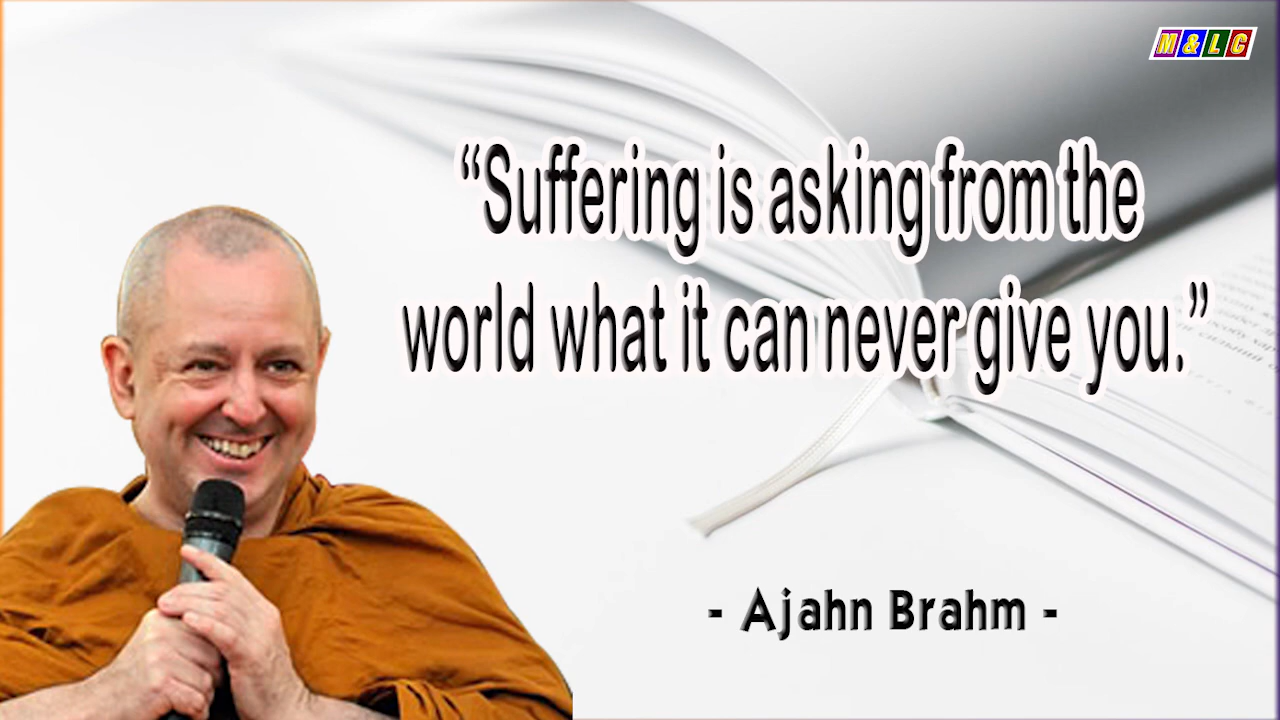 M&LC
“Suffering is asking from the
world what it can never give you.”
- Ajahn Brahm -